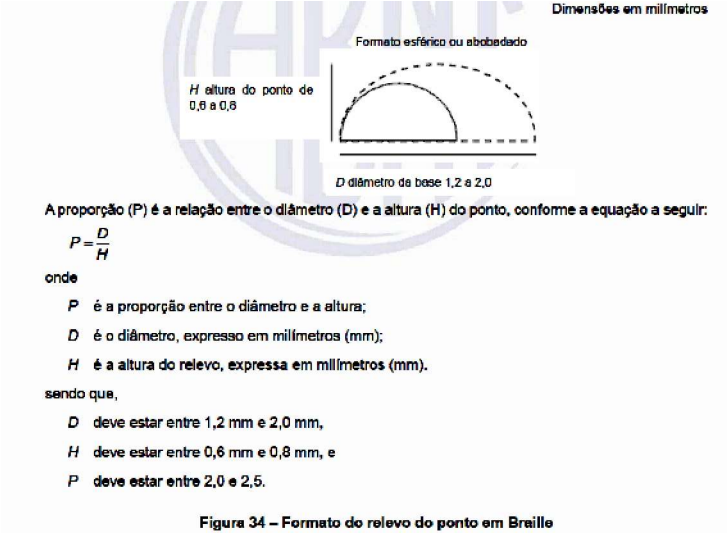 Dimensões em milímetros
Formato esférico ou abobadado
H altura do ponto de
0,6 a 0,8
D diâmetro da base 1,2 a 2,0
A proporção (P) é a relação entre o diâmetro (D) e a altura (H) do ponto, conforme a equação a seguir:
P = D/H
onde
P é a proporção entre o diâmetro e a altura;
D é o diâmetro, expresso em milímetros (mm);
H é a altura do relevo, expressa em milímetros (mm).
sendo que,
D deve estar entre 1,2 mm e 2,0 mm,
H deve estar entre 0,6 mm e 0,8 mm, e
P deve estar entre 2,0 e 2,5.
Figura 34 – Formato do relevo do ponto em Braille